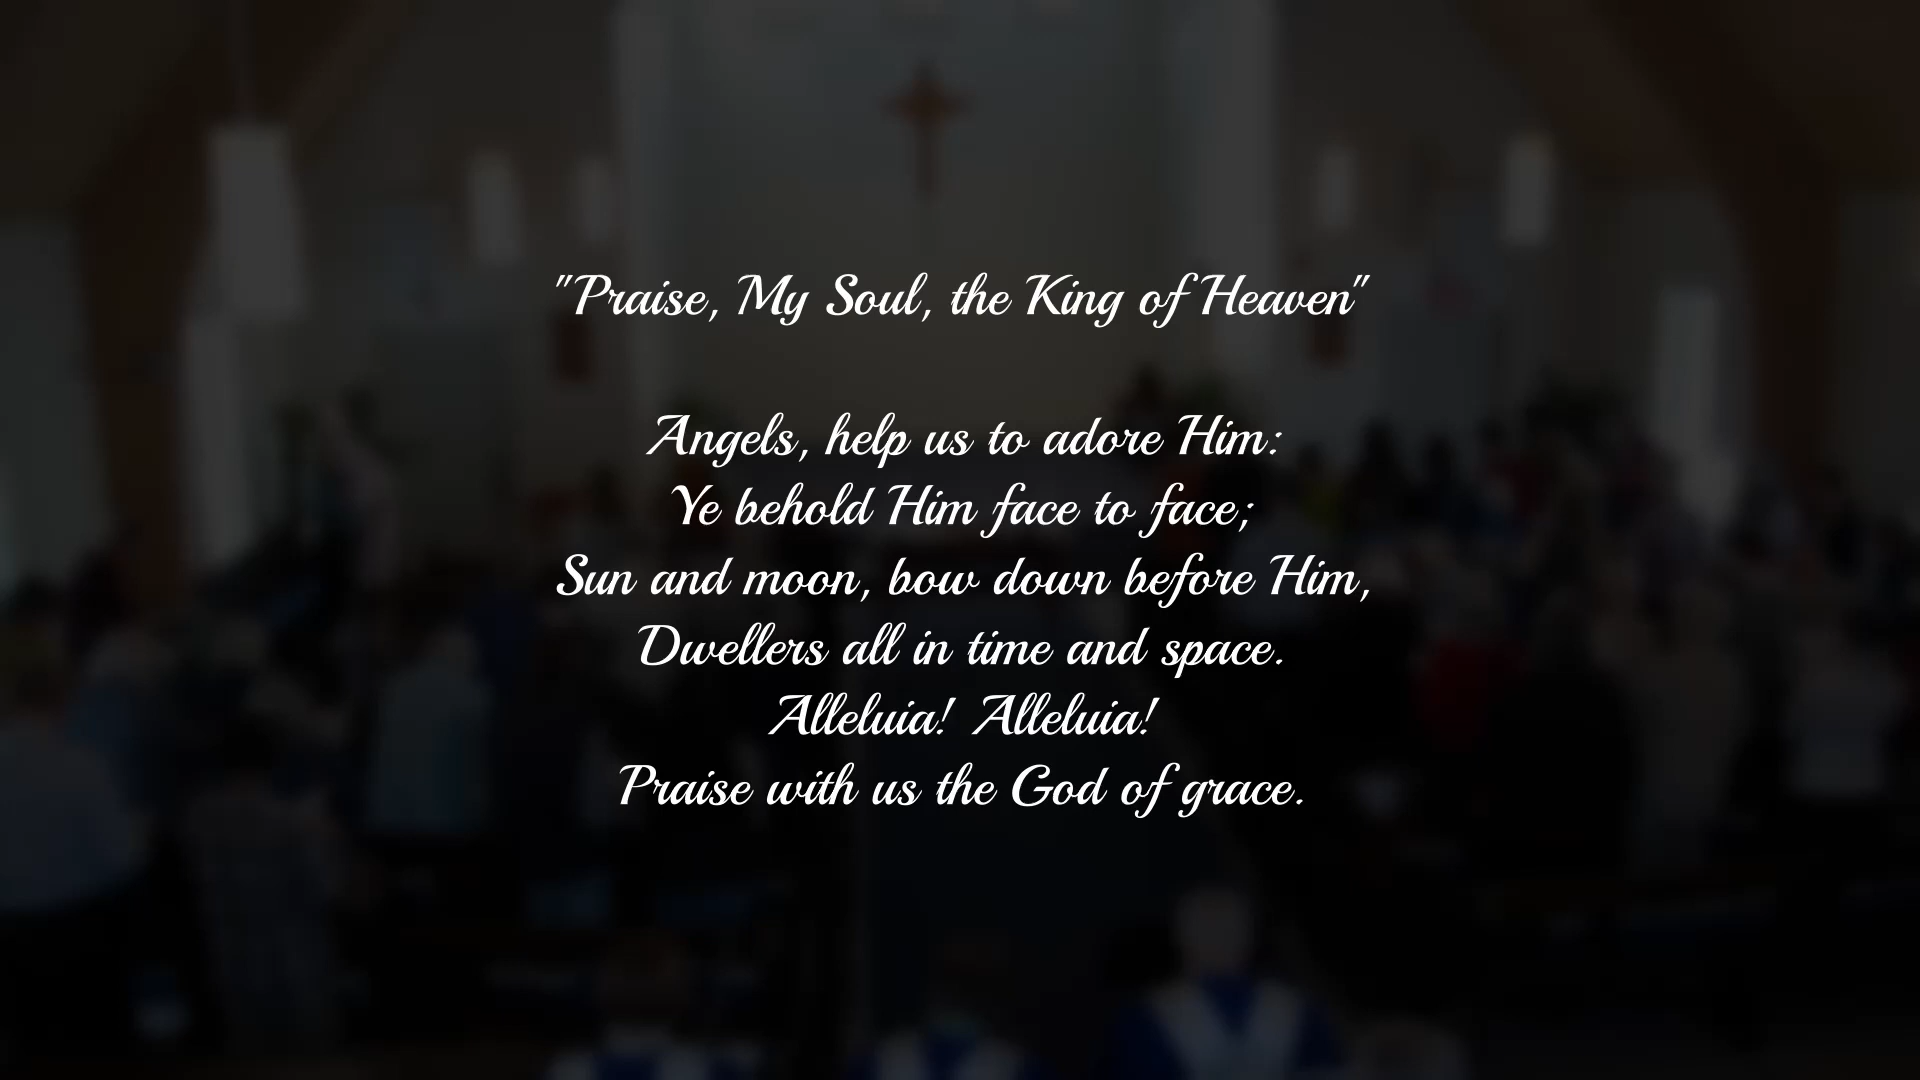 "Praise, My Soul, the King of Heaven"
Angels, help us to adore Him:
Ye behold Him face to face;
Sun and moon, bow down before Him,
Dwellers all in time and space.
Alleluia! Alleluia!
Praise with us the God of grace.